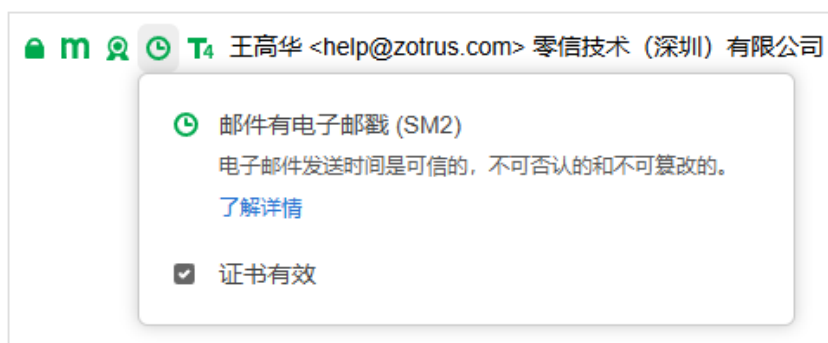 m T4 王高华 <help@zotrus.com> 零信技术（深圳）有限公司
邮件有电子邮戳 (SM2)
电子邮件发送时间是可信的，不可否认的和不可篡改的。
了解详情
证书有效